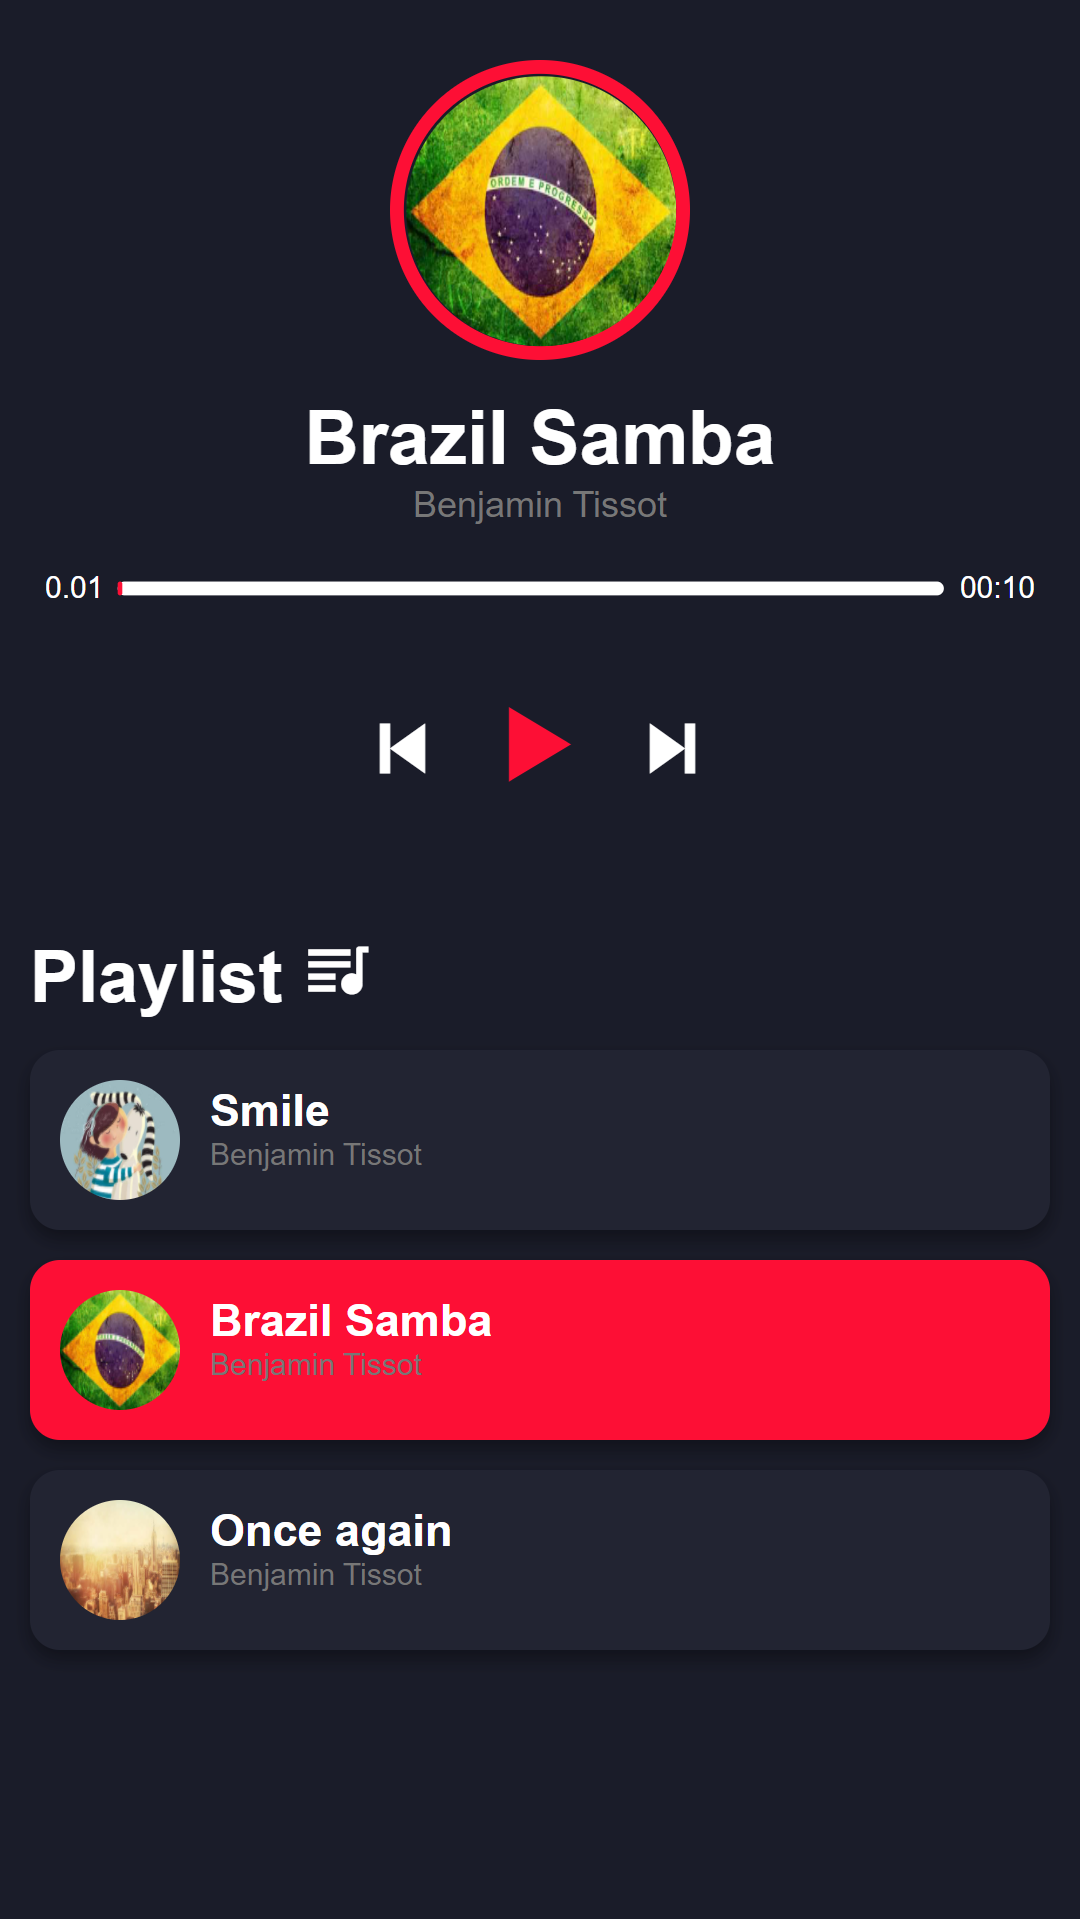 ORDEM E PROGRESSO
Brazil Samba
Benjamin Tissot
0.01
00:10
Playlist
Smile
Benjamin Tissot
Brazil Samba
Benjamin Tissot
Once again
Benjamin Tissot